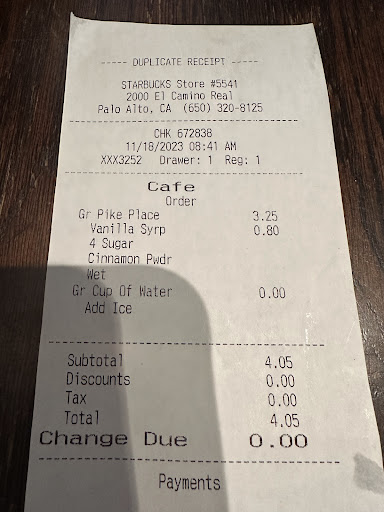 ----- DUPLICATE RECEIPT -----
STARBUCKS Store #5541
2000 El Camino Real
Palo Alto, CA (650) 320-8125
CHK 672838
11/18/2023 08:41 AM
XXX3252 Drawer: 1 Reg: 1
Cafe
Order
Gr Pike Place 3.25
Vanilla Syrp 0.80
4 Sugar
Cinnamon Pwdr
Wet
Gr Cup Of Water 0.00
Add Ice
Subtotal 4.05
Discounts 0.00
Tax 0.00
Total 4.05
Change Due 0.00
Payments